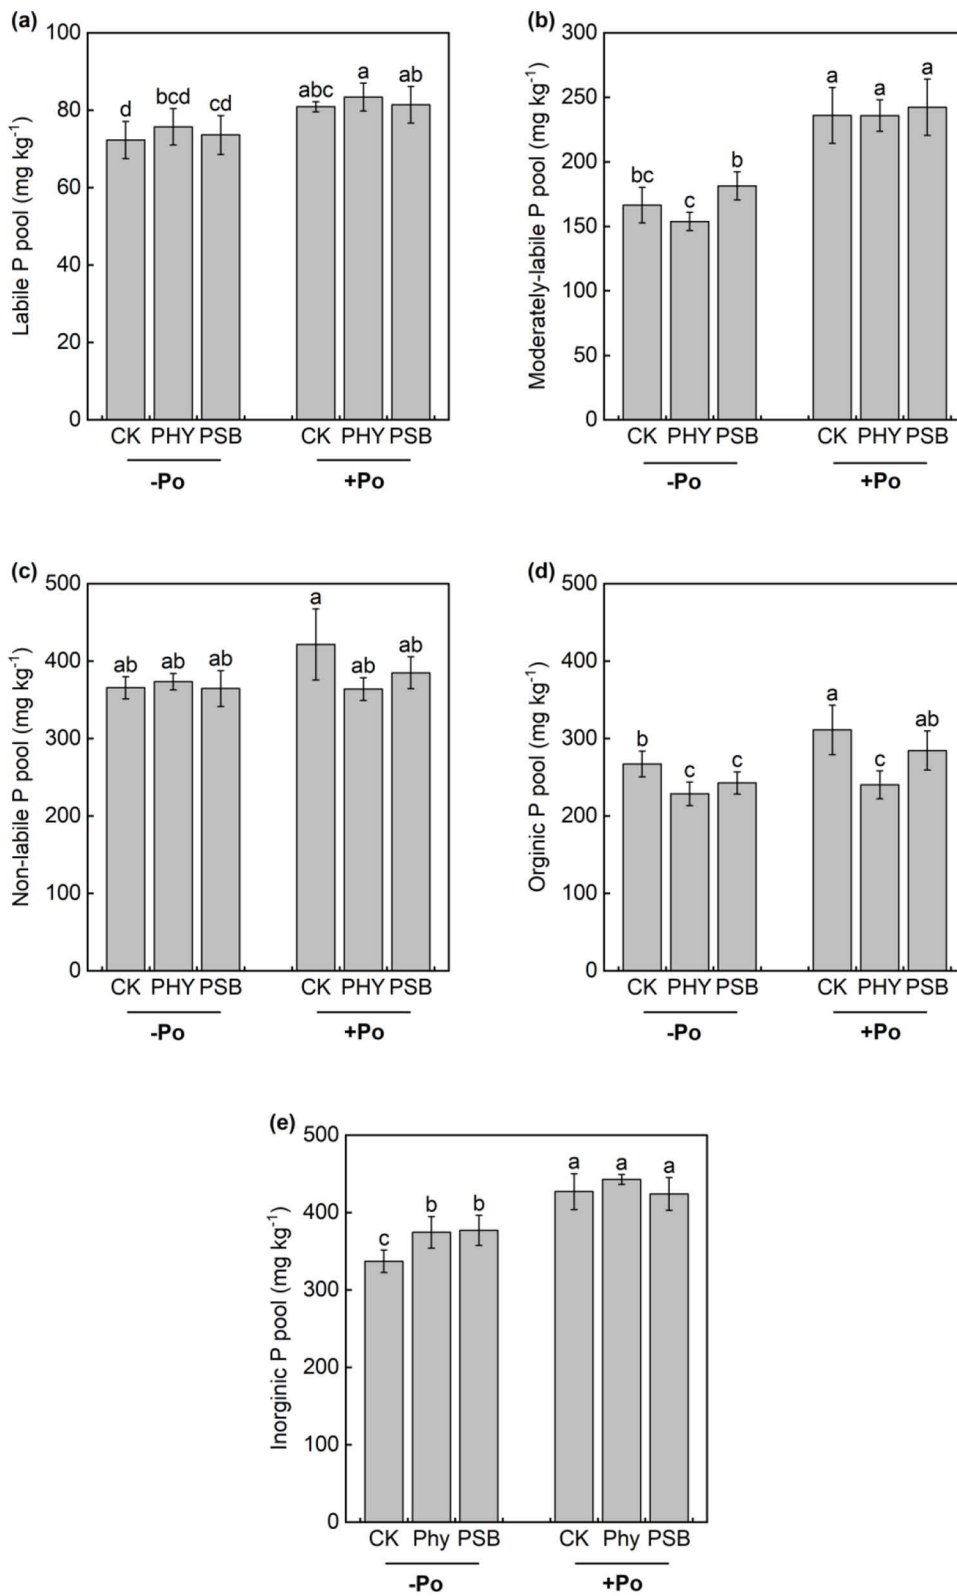 (a)
Labile P pool (mg kg-1)
100
80
60
40
20
0
d
bcd
cd
abc
a
ab
CK PHY PSB
CK PHY PSB
-Po
+Po
(b)
Moderately-labile P pool (mg kg-1)
300
250
200
150
100
50
0
bc
c
b
a
a
a
CK PHY PSB
CK PHY PSB
-Po
+Po
(c)
Non-labile P pool (mg kg-1)
500
400
300
200
100
0
ab
ab
ab
a
ab
ab
CK PHY PSB
CK PHY PSB
-Po
+Po
(d)
Orginic P pool (mg kg-1)
500
400
300
200
100
0
b
c
c
a
c
ab
CK PHY PSB
CK PHY PSB
-Po
+Po
(e)
Inorginic P pool (mg kg-1)
500
400
300
200
100
0
c
b
b
a
a
a
CK Phy PSB
CK Phy PSB
-Po
+Po